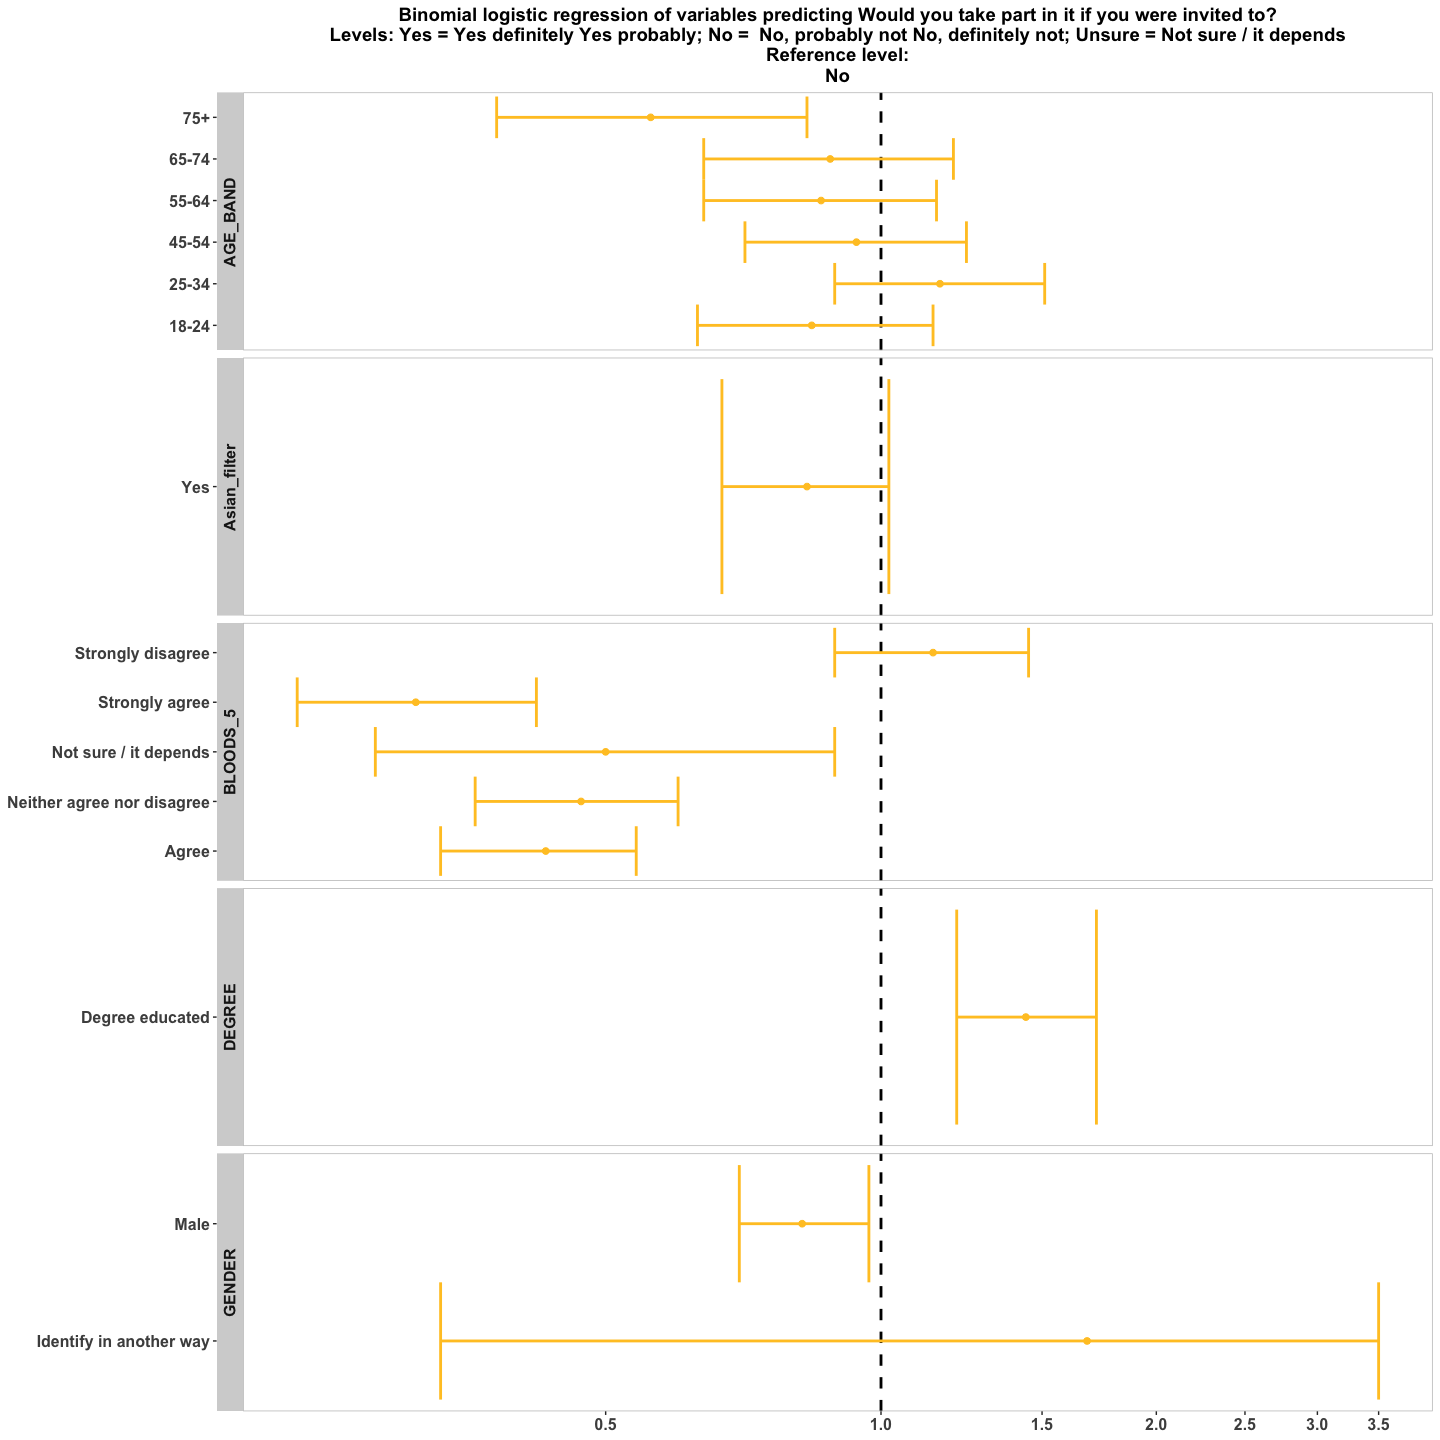 Binomial logistic regression of variables predicting Would you take part in it if you were invited to?
Levels: Yes = Yes definitely Yes probably; No =  No, probably not No, definitely not; Unsure = Not sure / it depends
Reference level:
No
AGE_BAND
75+
65-74
55-64
45-54
25-34
18-24
Asian_filter
Yes
BLOODS_5
Strongly disagree
Strongly agree
Not sure / it depends
Neither agree nor disagree
Agree
DEGREE
Degree educated
GENDER
Male
Identify in another way
0.5 1.0 1.5 2.0 2.5 3.0 3.5